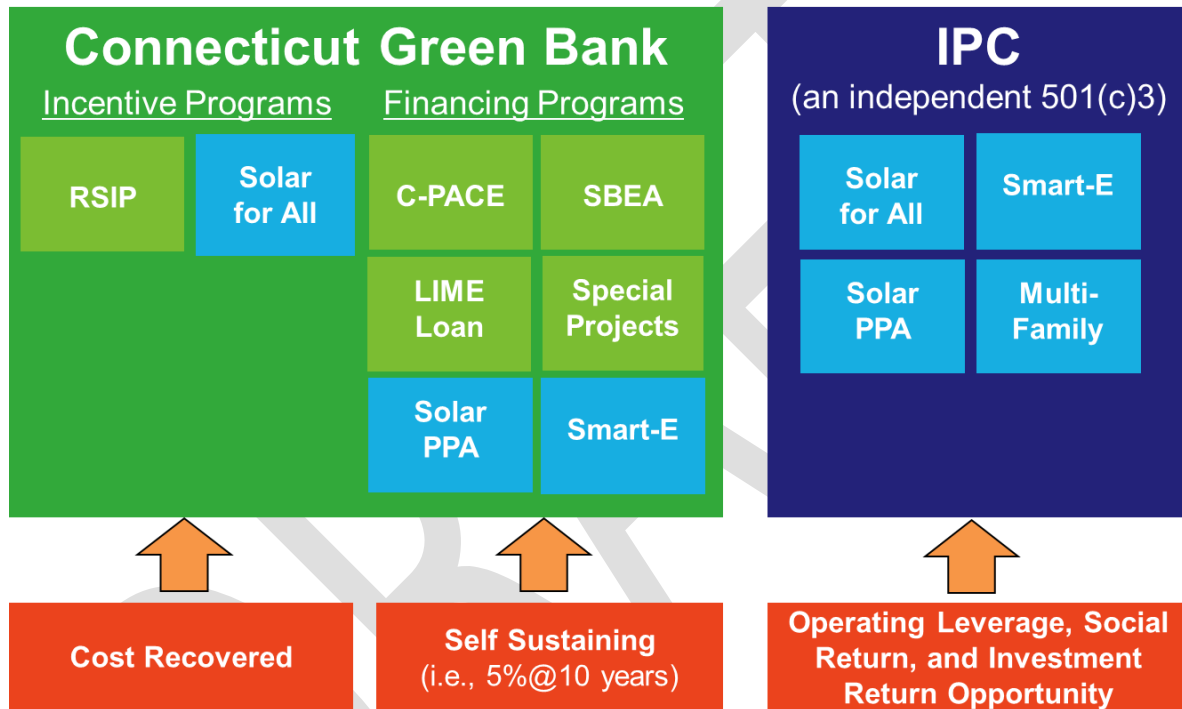 Connecticut Green Bank
Incentive Programs
Financing Programs
RSIP
Solar
for All
C-PACE
SBEA
LIME
Loan
Special
Projects
Solar
PPA
Smart-E
IPC
(an independent 501(c)3)
Solar
for All
Smart-E
Solar
PPA
Multi-
Family
Cost Recovered
Self Sustaining
(i.e., 5%@10 years)
Operating Leverage, Social
Return, and Investment
Return Opportunity